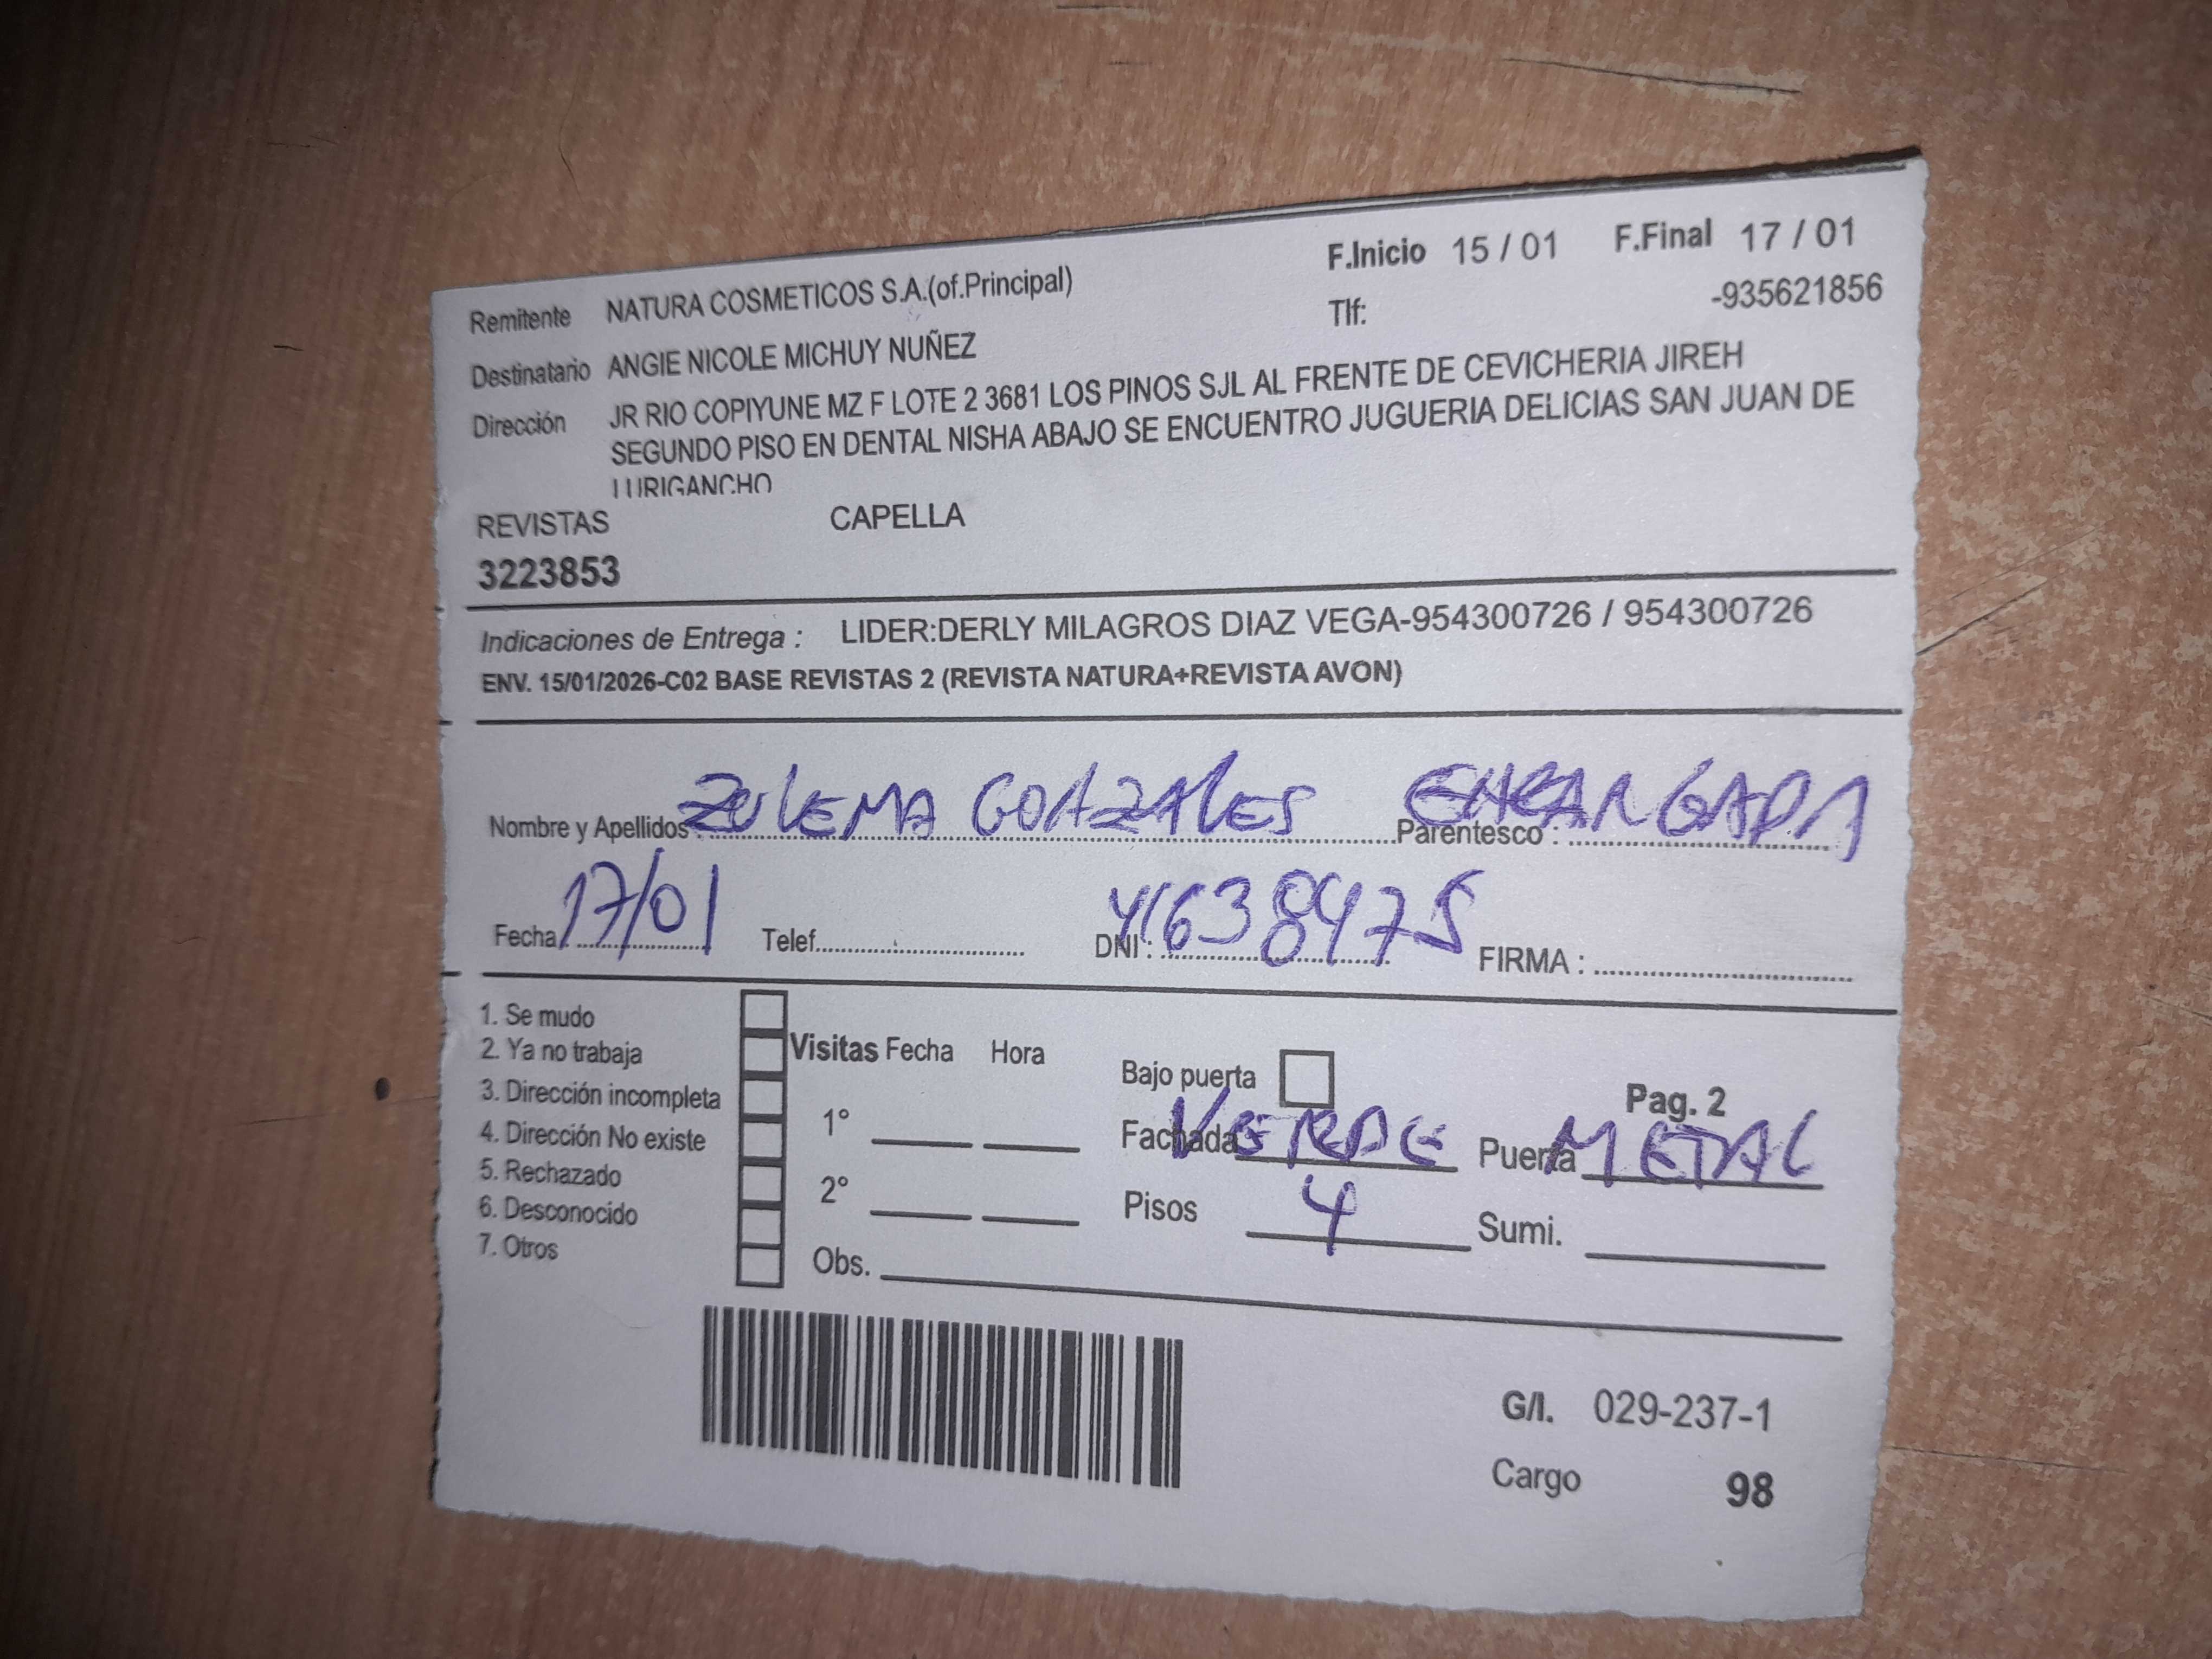 F.Inicio 15 / 01 F.Final 17 / 01
Remitente NATURA COSMETICOS S.A.(of.Principal) Tlf: -935621856
Destinatario ANGIE NICOLE MICHUY NUÑEZ
Dirección JR RIO COPIYUNE MZ F LOTE 2 3681 LOS PINOS SJL AL FRENTE DE CEVICHERIA JIREH
SEGUNDO PISO EN DENTAL NISHA ABAJO SE ENCUENTRO JUGUERIA DELICIAS SAN JUAN DE
LURIGANCHO
REVISTAS CAPELLA
3223853
Indicaciones de Entrega : LIDER:DERLY MILAGROS DIAZ VEGA-954300726 / 954300726
ENV. 15/01/2026-C02 BASE REVISTAS 2 (REVISTA NATURA+REVISTA AVON)
Nombre y Apellidos: ZULEMA GONZALES Parentesco : ENCARGADA
Fecha 17/01 Telef. DNI : 41638475 FIRMA :
1. Se mudo
2. Ya no trabaja
3. Dirección incompleta
4. Dirección No existe
5. Rechazado
6. Desconocido
7. Otros
Visitas Fecha Hora
1°
2°
Obs.
Bajo puerta Pag. 2
Fachada VERDE Puerta METAL
Pisos 4 Sumi.
G/I. 029-237-1
Cargo 98